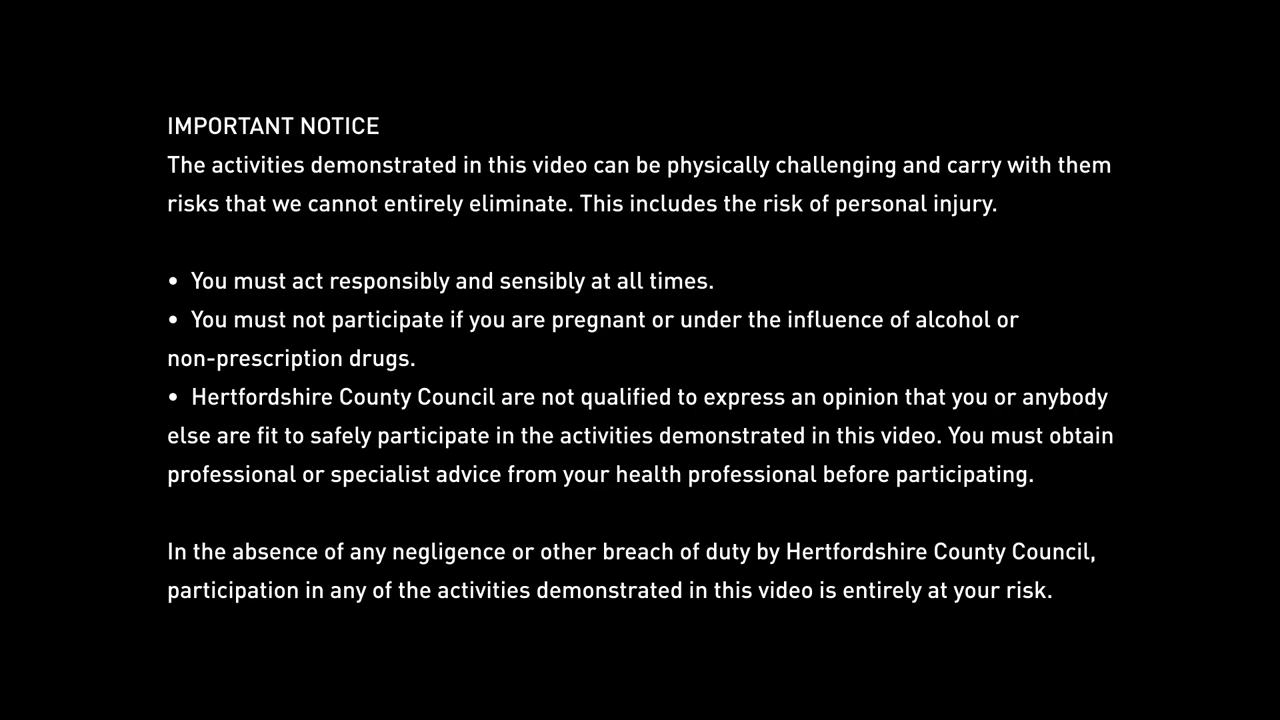 IMPORTANT NOTICE
The activities demonstrated in this video can be physically challenging and carry with them
risks that we cannot entirely eliminate. This includes the risk of personal injury.
• You must act responsibly and sensibly at all times.
• You must not participate if you are pregnant or under the influence of alcohol or
non-prescription drugs.
• Hertfordshire County Council are not qualified to express an opinion that you or anybody
else are fit to safely participate in the activities demonstrated in this video. You must obtain
professional or specialist advice from your health professional before participating.
In the absence of any negligence or other breach of duty by Hertfordshire County Council,
participation in any of the activities demonstrated in this video is entirely at your risk.